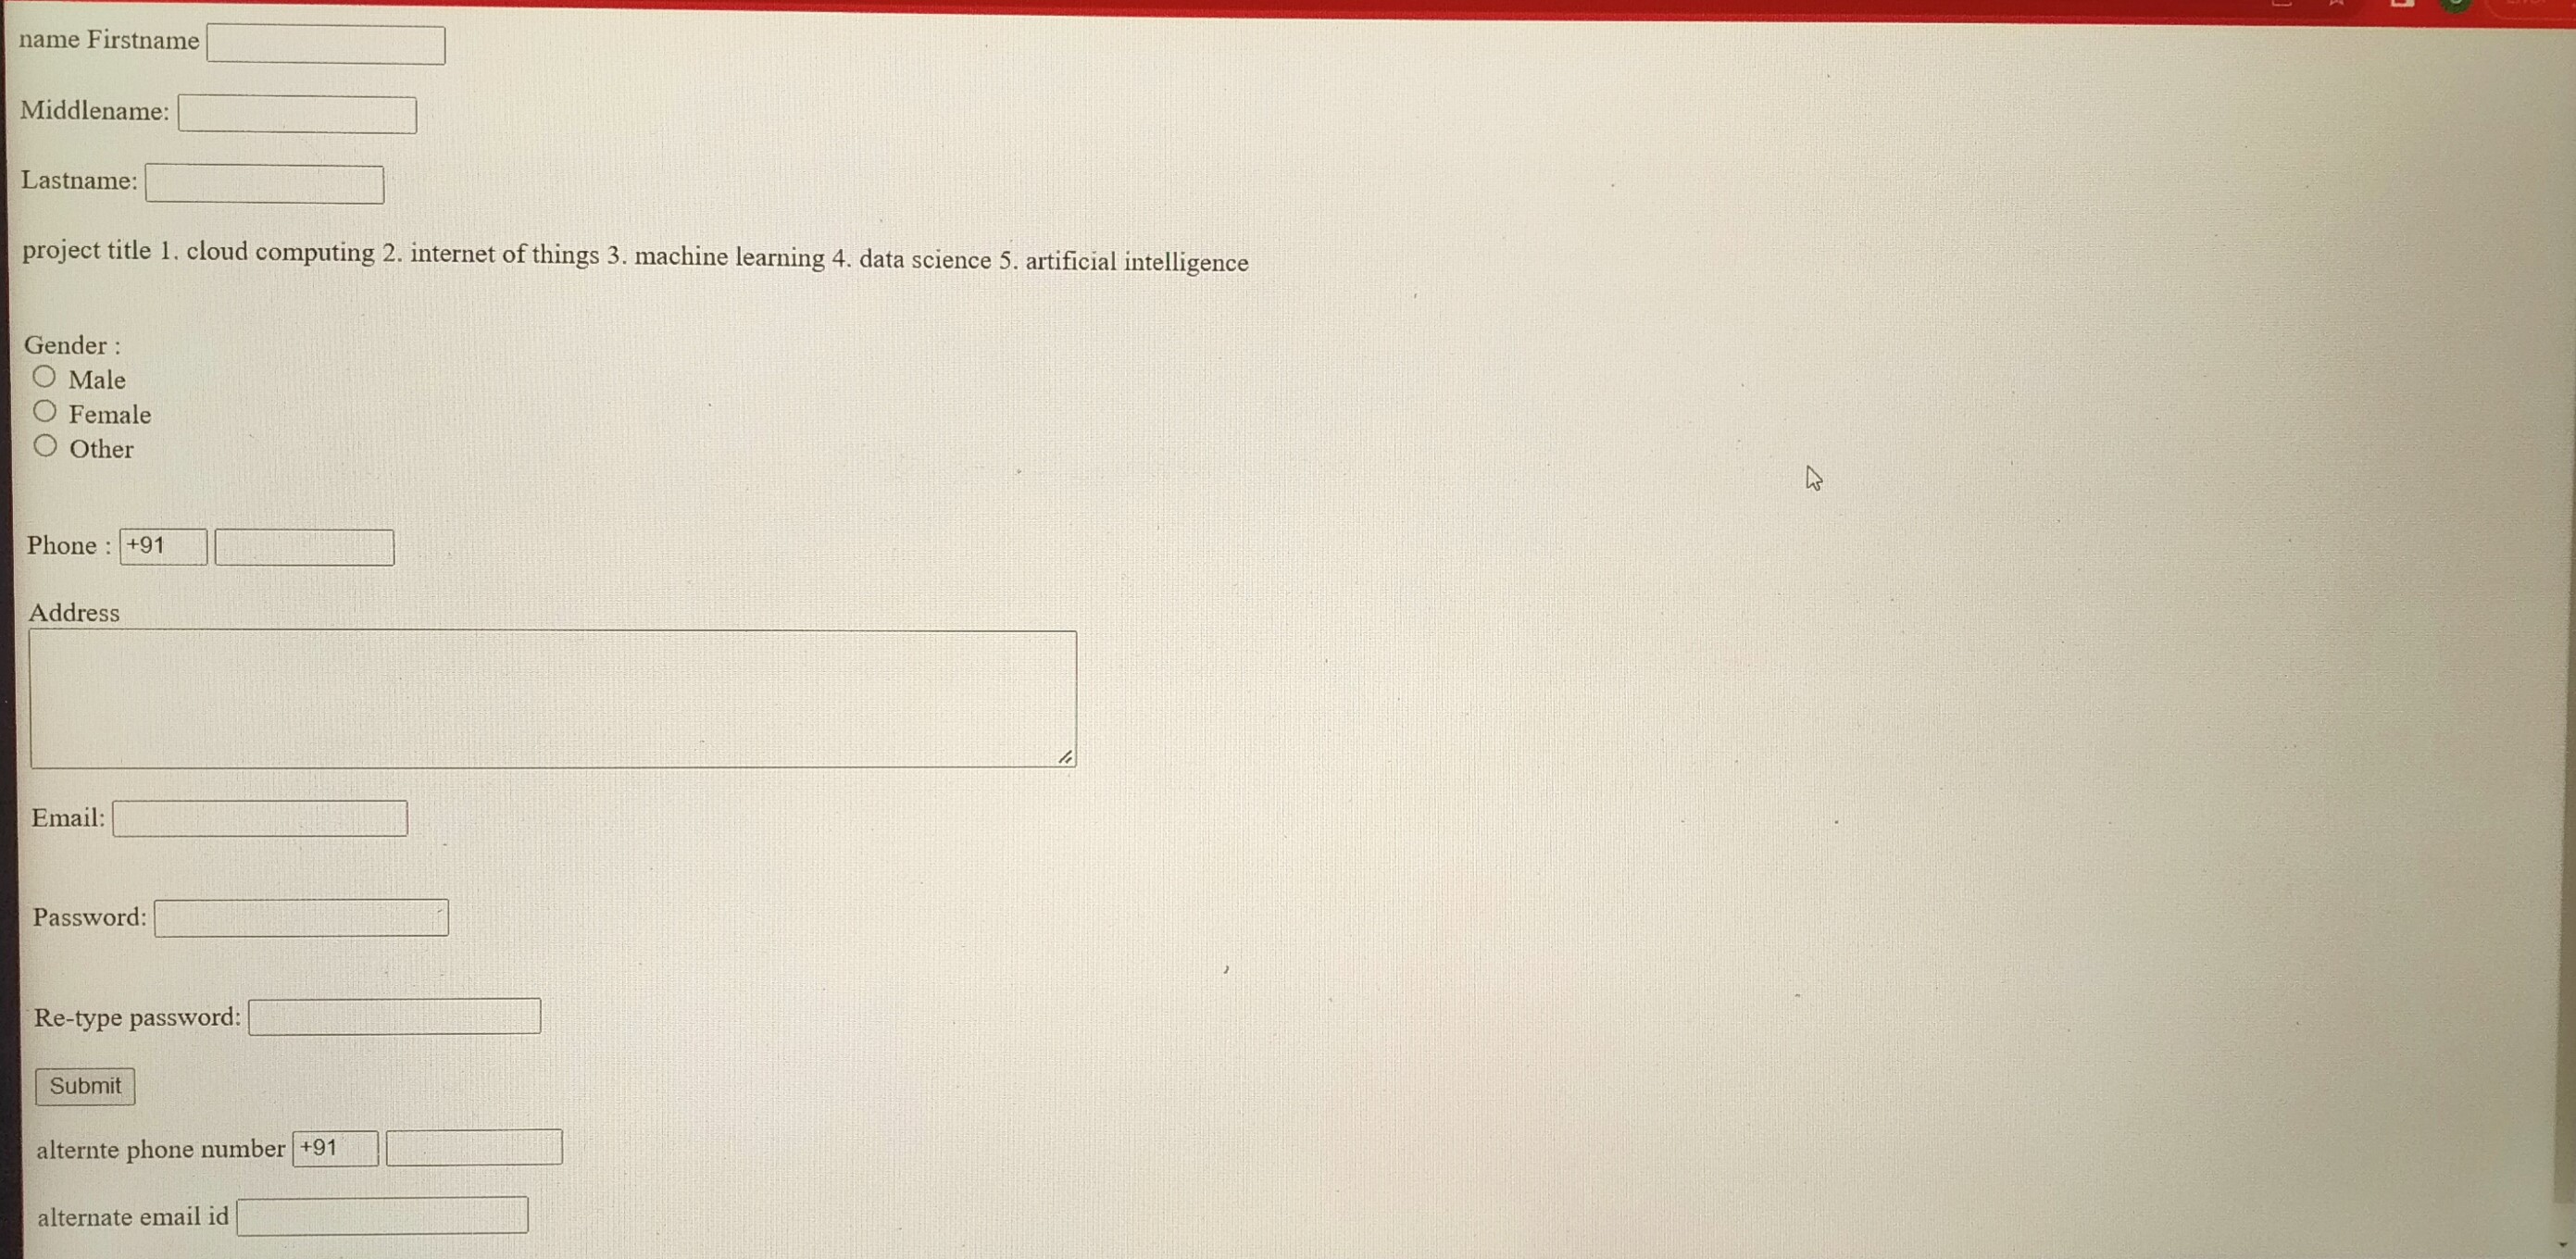 name Firstname
Middlename:
Lastname:
project title 1. cloud computing 2. internet of things 3. machine learning 4. data science 5. artificial intelligence
Gender :
Male
Female
Other
Phone : +91
Address
Email:
Password:
Re-type password:
Submit
alternte phone number +91
alternate email id